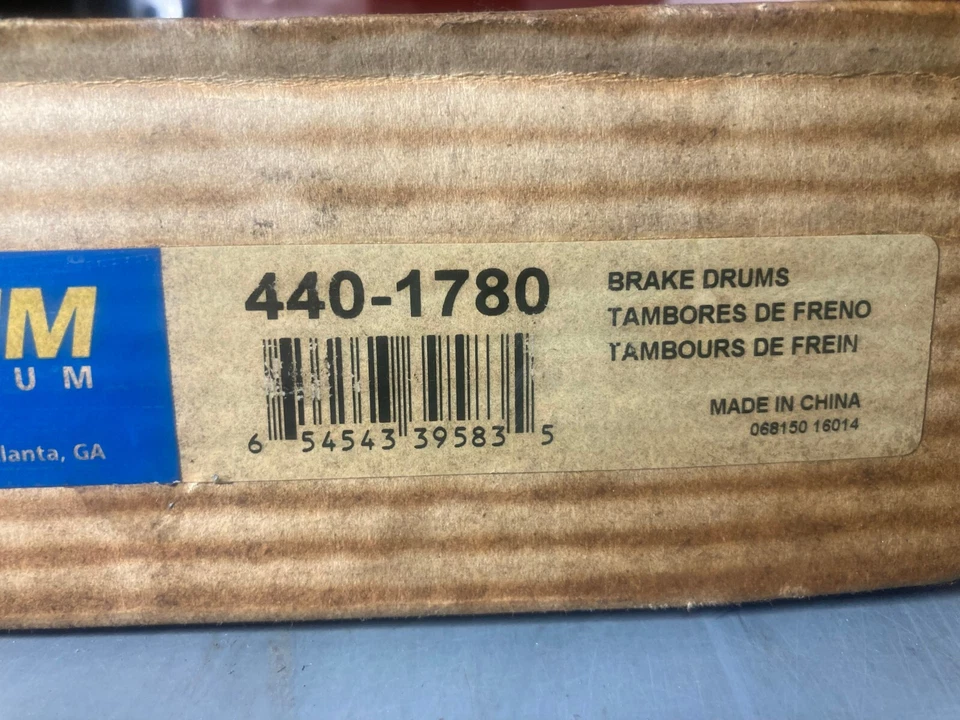 UM
U M
lanta, GA
440-1780
6 54543 39583 5
BRAKE DRUMS
TAMBORES DE FRENO
TAMBOURS DE FREIN
MADE IN CHINA
068150 16014